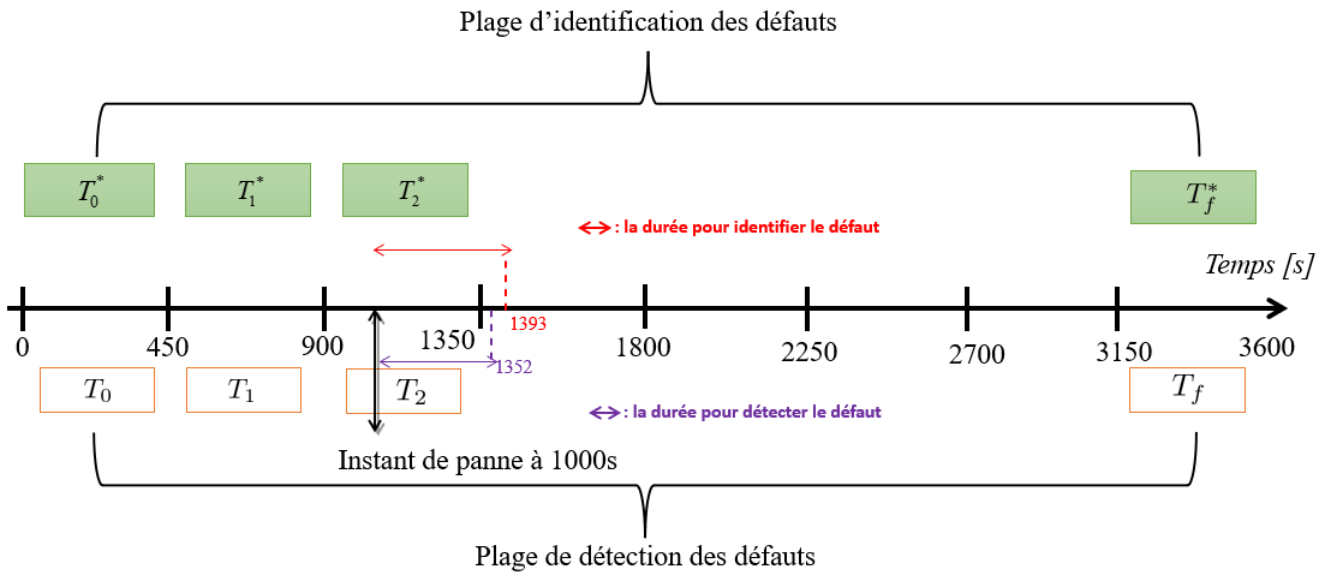 Plage d’identification des défauts
T₀* T₁* T₂* T_f*
↔ : la durée pour identifier le défaut
Temps [s]
1393
0 450 900 1350 1800 2250 2700 3150 3600
1352
T₀ T₁ T₂ T_f
↔ : la durée pour détecter le défaut
Instant de panne à 1000s
Plage de détection des défauts